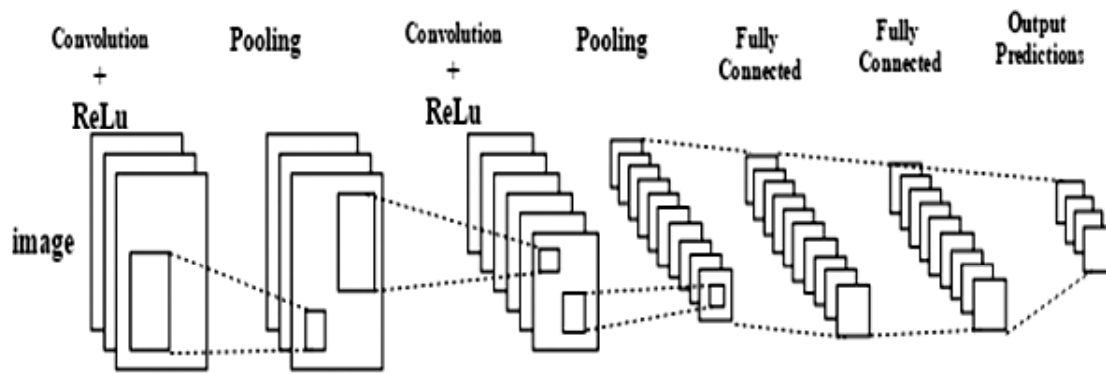 Convolution
+
ReLu
Pooling
Convolution
+
ReLu
Pooling
Fully
Connected
Fully
Connected
Output
Predictions
image